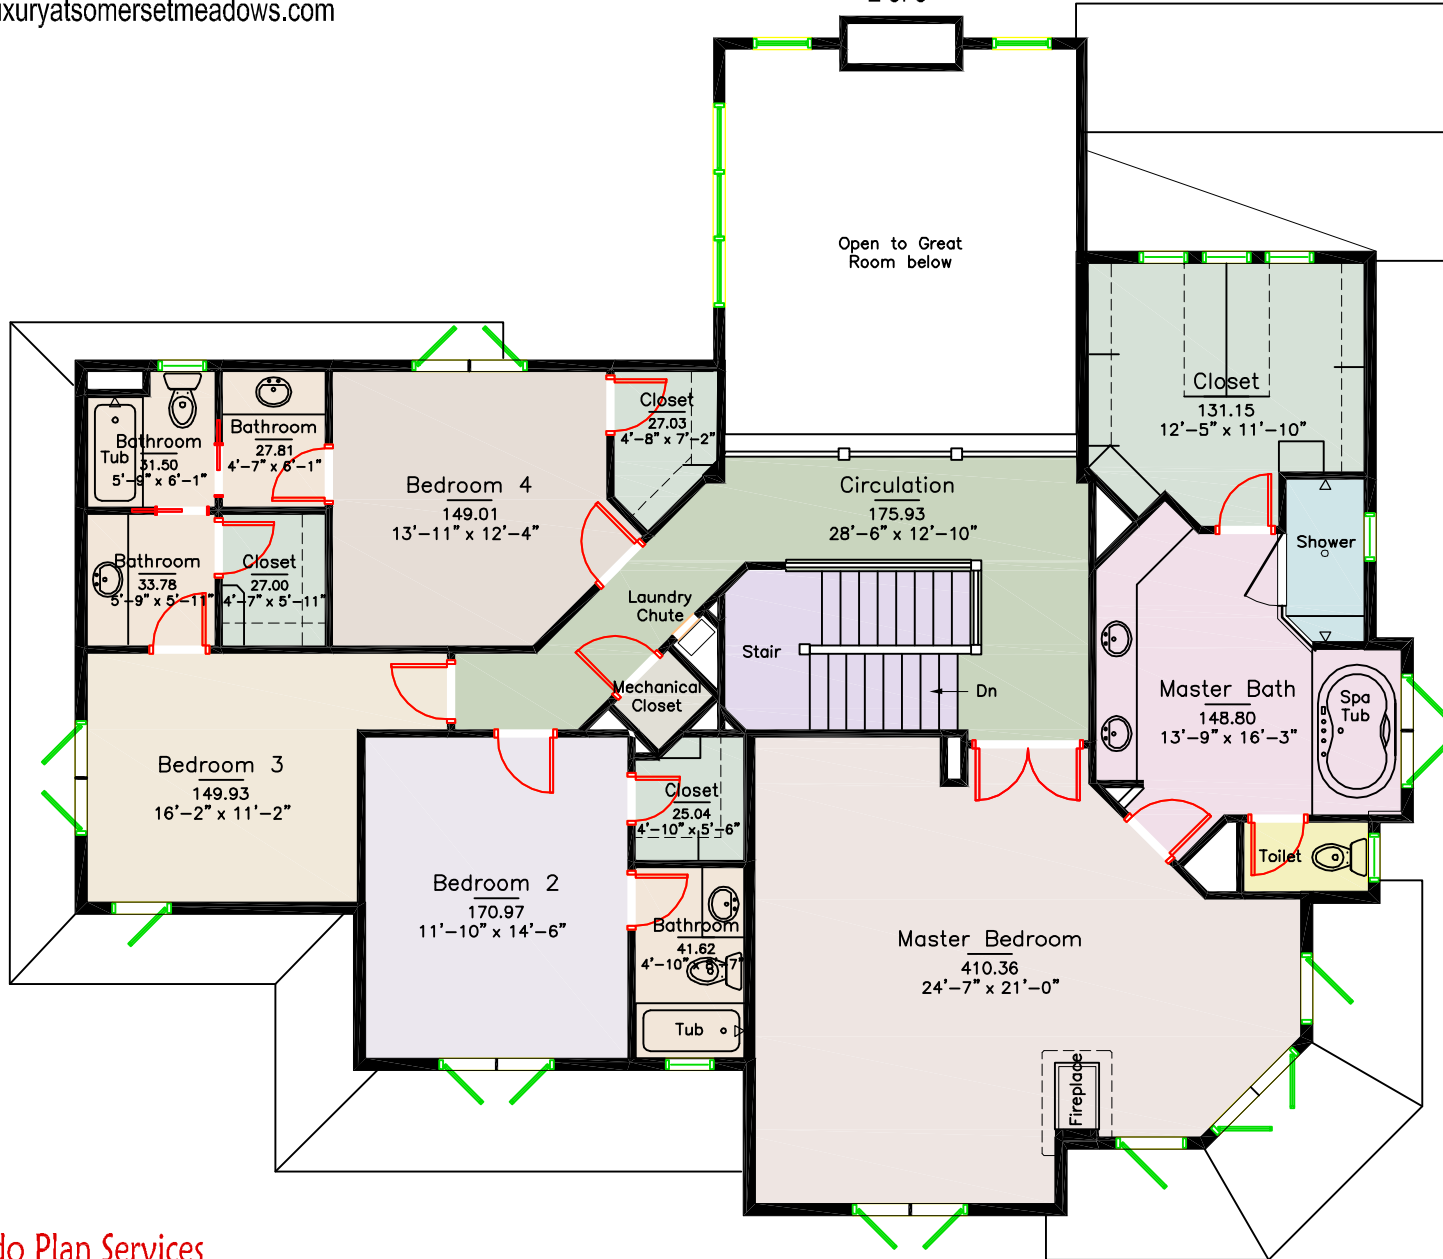 uxuryatsomersetmeadows.com
Open to Great
Room below
Closet
131.15
12'-5" x 11'-10"
Closet
27.03
4'-8" x 7'-2"
Bathroom
27.81
4'-7" x 6'-1"
Bathroom
31.50
5'-9" x 6'-1"
Tub
Bedroom 4
149.01
13'-11" x 12'-4"
Circulation
175.93
28'-6" x 12'-10"
Shower
Bathroom
33.78
5'-9" x 5'-11"
Closet
27.00
4'-7" x 5'-11"
Laundry
Chute
Stair
Dn
Mechanical
Closet
Master Bath
148.80
13'-9" x 16'-3"
Spa
Tub
Bedroom 3
149.93
16'-2" x 11'-2"
Closet
25.04
4'-10" x 5'-6"
Toilet
Bedroom 2
170.97
11'-10" x 14'-6"
Bathroom
41.62
4'-10" x 8'-7"
Master Bedroom
410.36
24'-7" x 21'-0"
Tub
Fireplace
do Plan Services